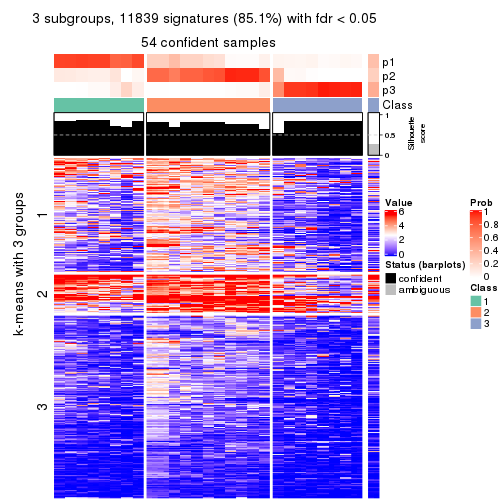 3 subgroups, 11839 signatures (85.1%) with fdr < 0.05
54 confident samples
p1
p2
p3
Class
1
0.5
0
Silhouette
score
k-means with 3 groups
1
2
3
Value
6
4
2
0
Status (barplots)
confident
ambiguous
Prob
1
0.8
0.6
0.4
0.2
0
Class
1
2
3